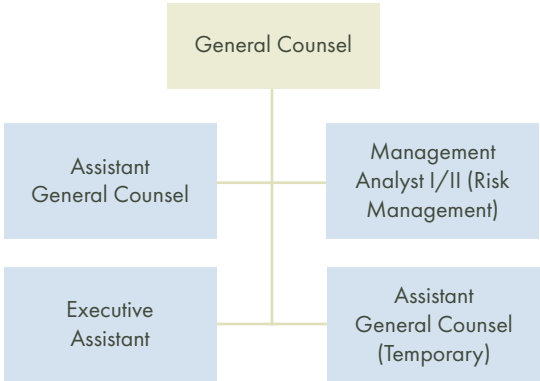 General Counsel
Assistant
General Counsel
Management
Analyst I/II (Risk
Management)
Executive
Assistant
Assistant
General Counsel
(Temporary)